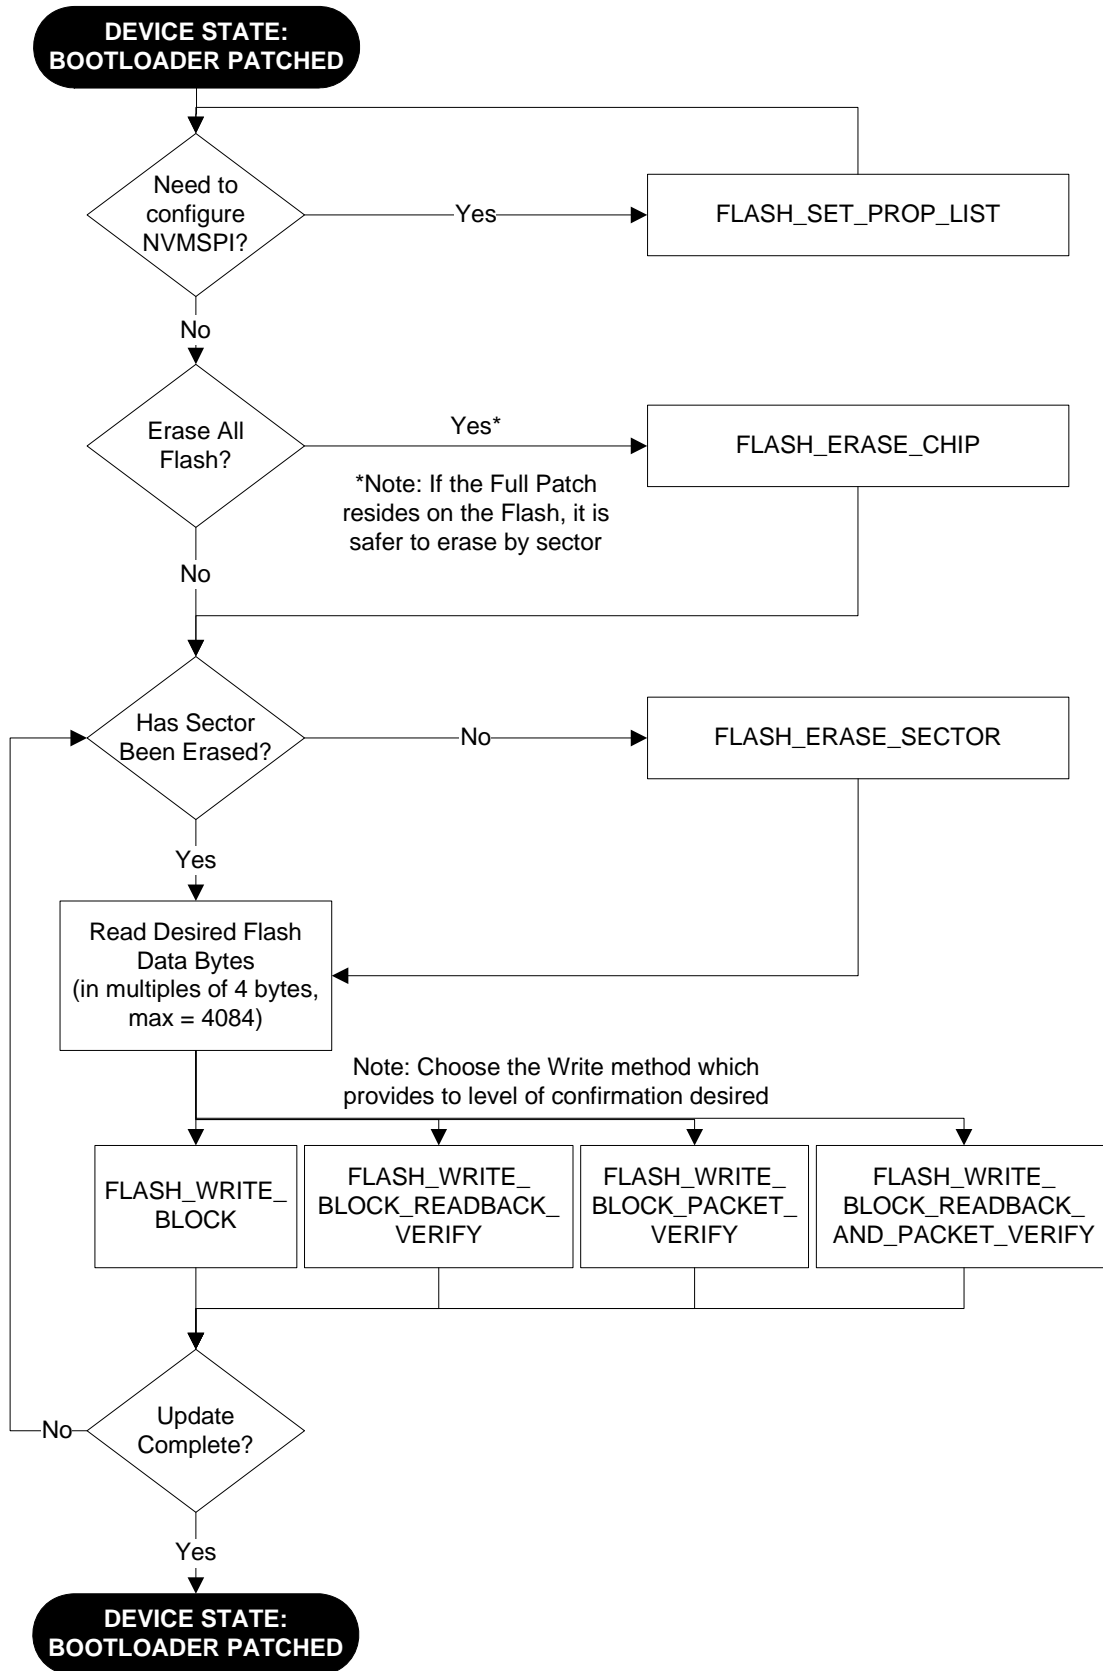 DEVICE STATE:
BOOTLOADER PATCHED
Need to
configure
NVMSPI?
Yes
FLASH_SET_PROP_LIST
No
Erase All
Flash?
Yes*
FLASH_ERASE_CHIP
*Note: If the Full Patch
resides on the Flash, it is
safer to erase by sector
No
Has Sector
Been Erased?
No
FLASH_ERASE_SECTOR
Yes
Read Desired Flash
Data Bytes
(in multiples of 4 bytes,
max = 4084)
Note: Choose the Write method which
provides to level of confirmation desired
FLASH_WRITE_
BLOCK
FLASH_WRITE_
BLOCK_READBACK_
VERIFY
FLASH_WRITE_
BLOCK_PACKET_
VERIFY
FLASH_WRITE_
BLOCK_READBACK_
AND_PACKET_VERIFY
Update
Complete?
No
Yes
DEVICE STATE:
BOOTLOADER PATCHED